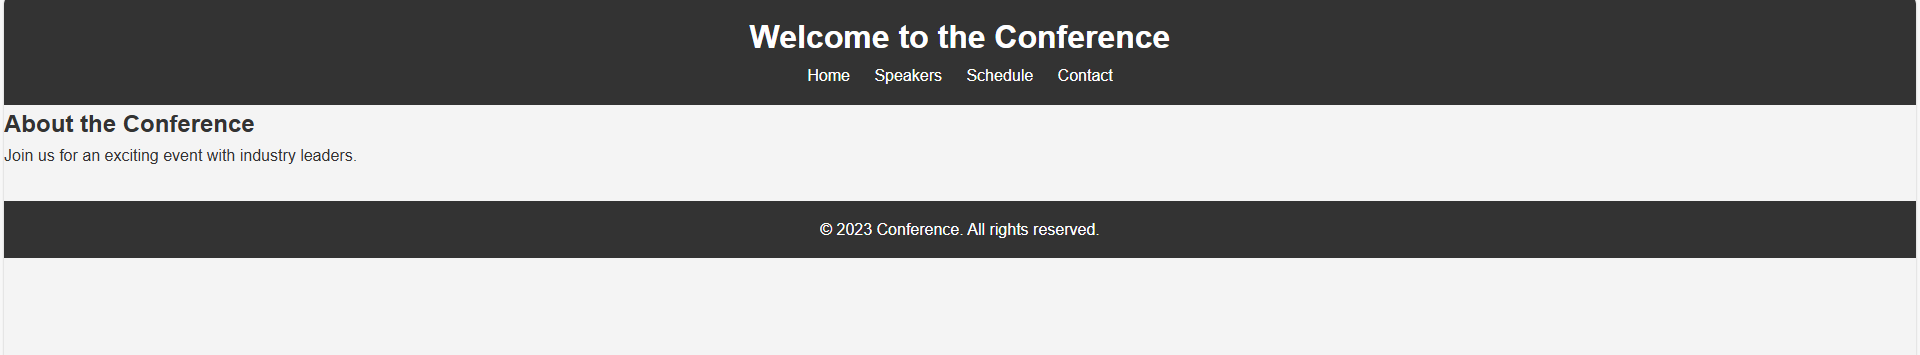 Welcome to the Conference
Home Speakers Schedule Contact
About the Conference
Join us for an exciting event with industry leaders.
© 2023 Conference. All rights reserved.